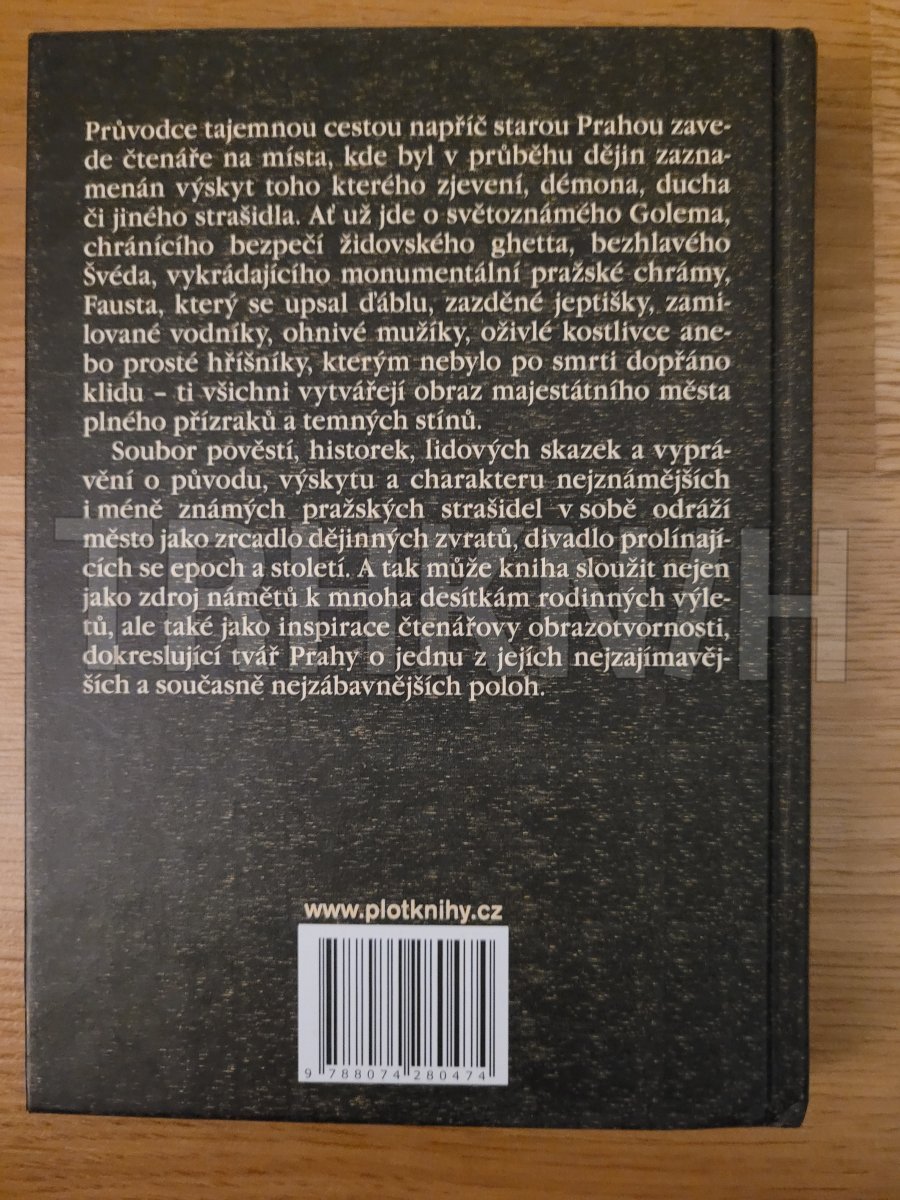 Průvodce tajemnou cestou napříč starou Prahou zave-
de čtenáře na místa, kde byl v průběhu dějin zazna-
menán výskyt toho kterého zjevení, démona, ducha
či jiného strašidla. Ať už jde o světoznámého Golema,
chránícího bezpečí židovského ghetta, bezhlavého
Švéda, vykrádajícího monumentální pražské chrámy,
Fausta, který se upsal ďáblu, zazděné jeptišky, zami-
lované vodníky, ohnivé mužíky, oživlé kostlivce ane-
bo prosté hříšníky, kterým nebylo po smrti dopřáno
klidu – ti všichni vytvářejí obraz majestátního města
plného přízraků a temných stínů.
Soubor pověstí, historek, lidových skazek a vyprá-
vění o původu, výskytu a charakteru nejznámějších
i méně známých pražských strašidel v sobě odráží
město jako zrcadlo dějinných zvratů, divadlo prolínají-
cích se epoch a století. A tak může kniha sloužit nejen
jako zdroj námětů k mnoha desítkám rodinných výle-
tů, ale také jako inspirace čtenářovy obrazotvornosti,
dokreslující tvář Prahy o jednu z jejích nejzajímavěj-
ších a současně nejzábavnějších poloh.
www.plotknihy.cz
9 788074 280474